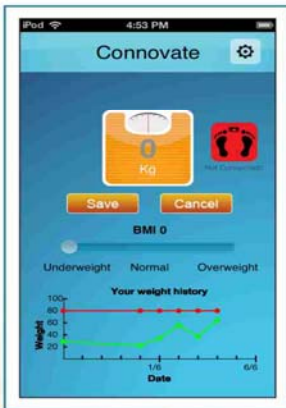 iPod 4:53 PM
Connovate
0
Kg
Not Connected
Save Cancel
BMI 0
Underweight Normal Overweight
Your weight history
100
80
60
40
20
Weight
1/6 6/6
Date